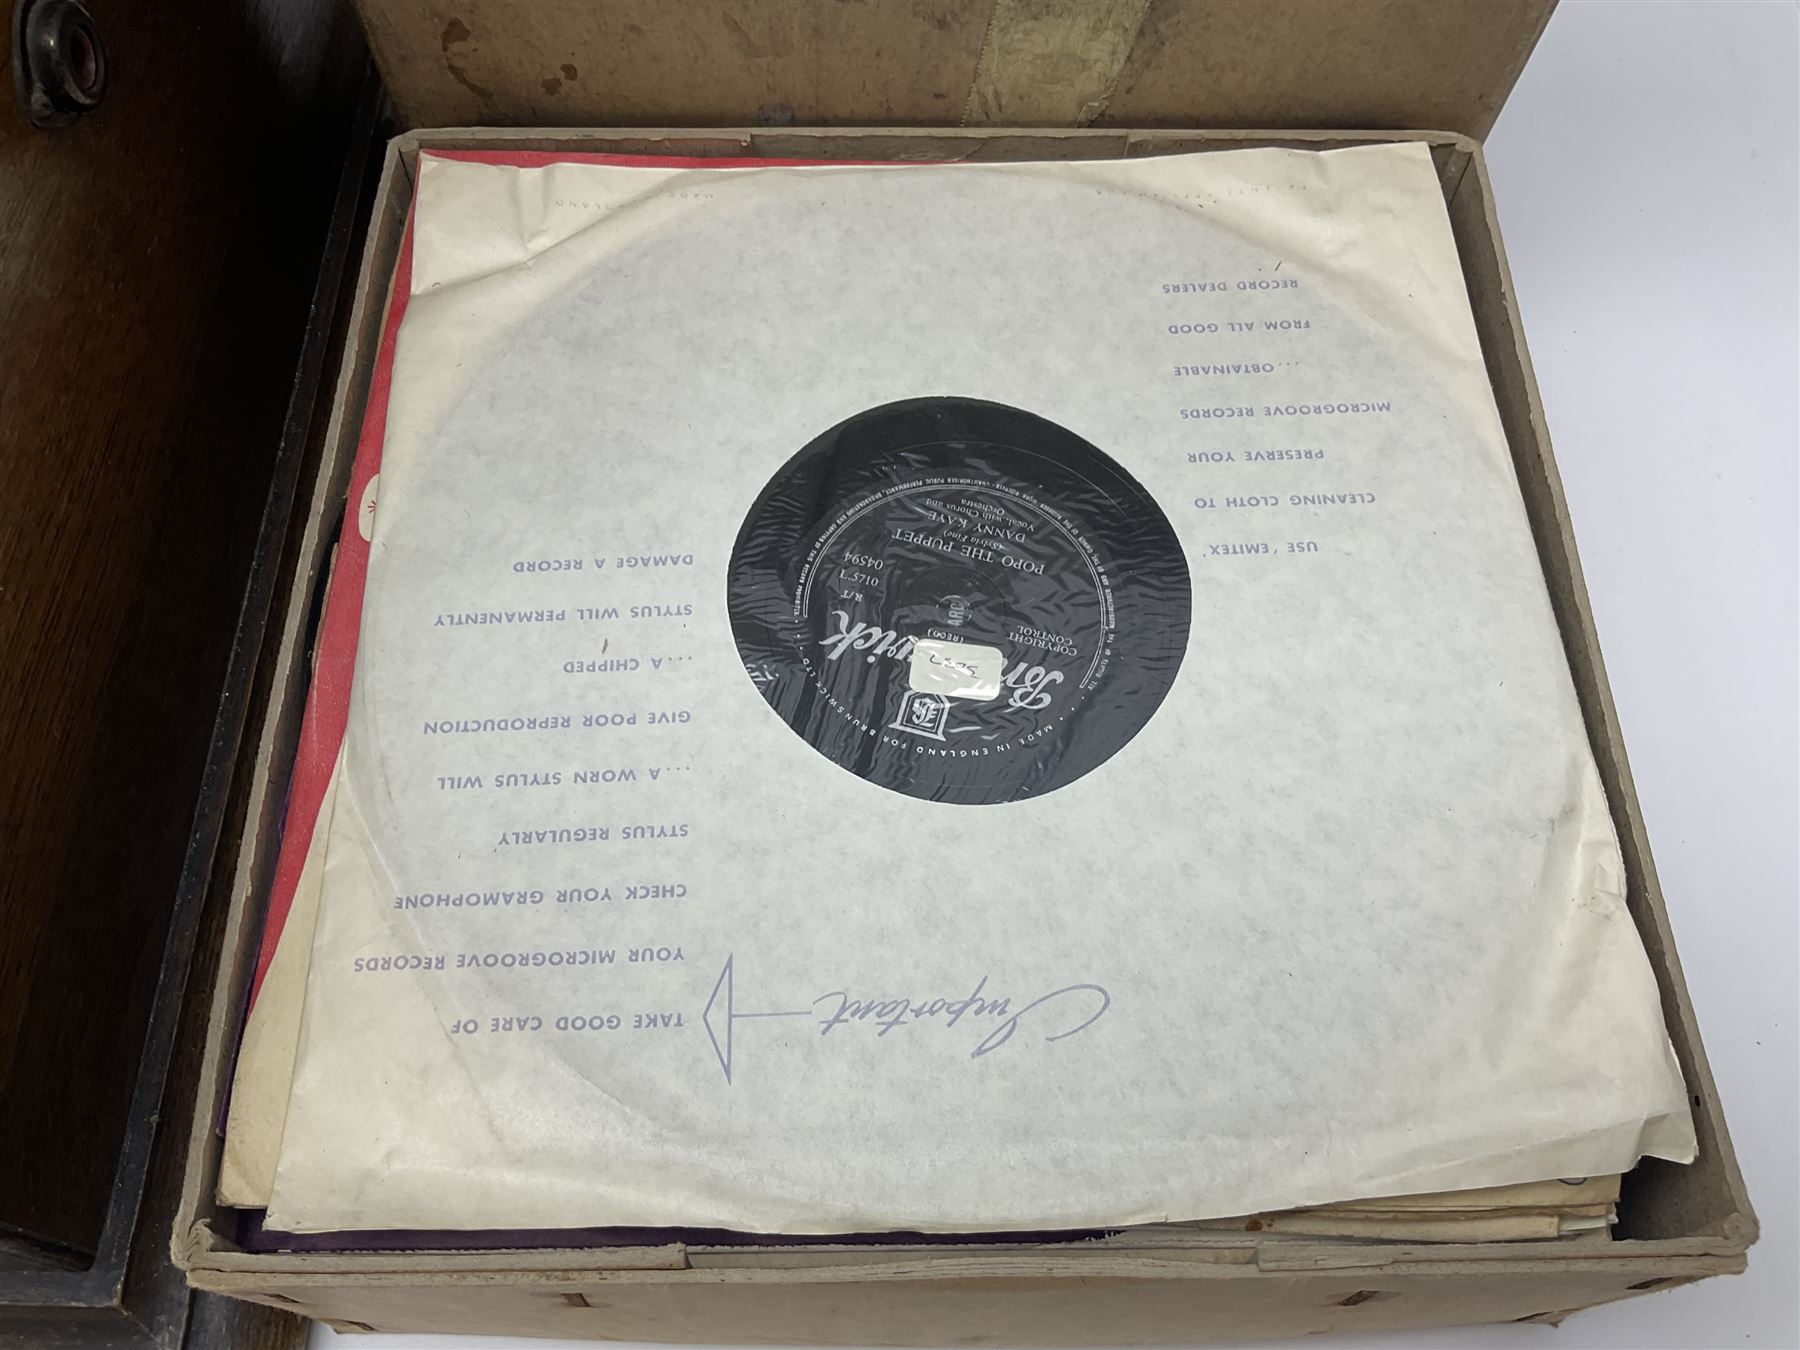 Important
TAKE GOOD CARE OF
YOUR MICROGROOVE RECORDS
CHECK YOUR GRAMOPHONE
STYLUS REGULARLY
...A WORN STYLUS WILL
GIVE POOR REPRODUCTION
...A CHIPPED
STYLUS WILL PERMANENTLY
DAMAGE A RECORD
USE 'EMITEX'
CLEANING CLOTH TO
PRESERVE YOUR
MICROGROOVE RECORDS
...OBTAINABLE
FROM ALL GOOD
RECORD DEALERS
MADE IN ENGLAND FOR BRUNSWICK LTD
(RECD)
COPYRIGHT
CONTROL
R/T
L.5710
04594
POPO THE PUPPET
(Sylvia Fine)
DANNY KAYE
Vocal, with Chorus and
Orchestra